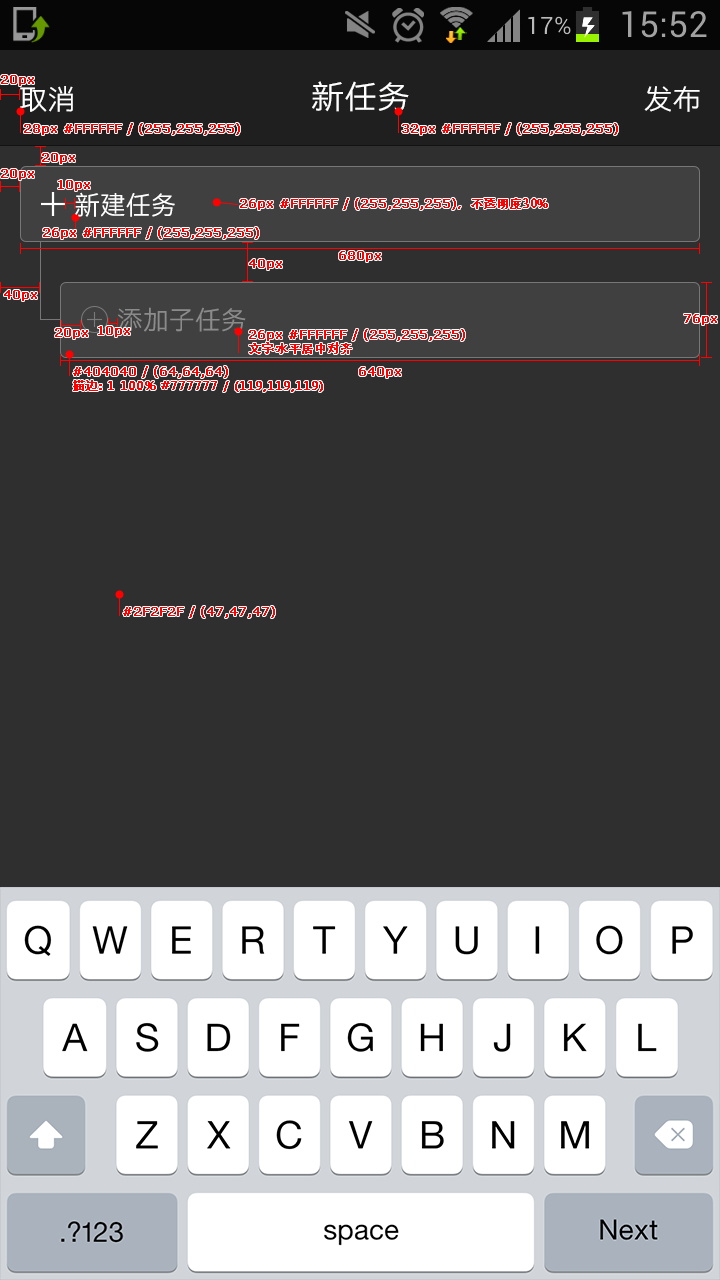 17% 15:52
20px
取消 新任务 发布
28px #FFFFFF / (255,255,255) 32px #FFFFFF / (255,255,255)
20px
20px
10px
新建任务 26px #FFFFFF / (255,255,255)，不透明度30%
26px #FFFFFF / (255,255,255)
680px
40px
40px
添加子任务 76px
20px 10px 26px #FFFFFF / (255,255,255)
文字水平居中对齐
#404040 / (64,64,64) 640px
描边: 1 100% #777777 / (119,119,119)
#2F2F2F / (47,47,47)
Q W E R T Y U I O P
A S D F G H J K L
Z X C V B N M
.?123 space Next